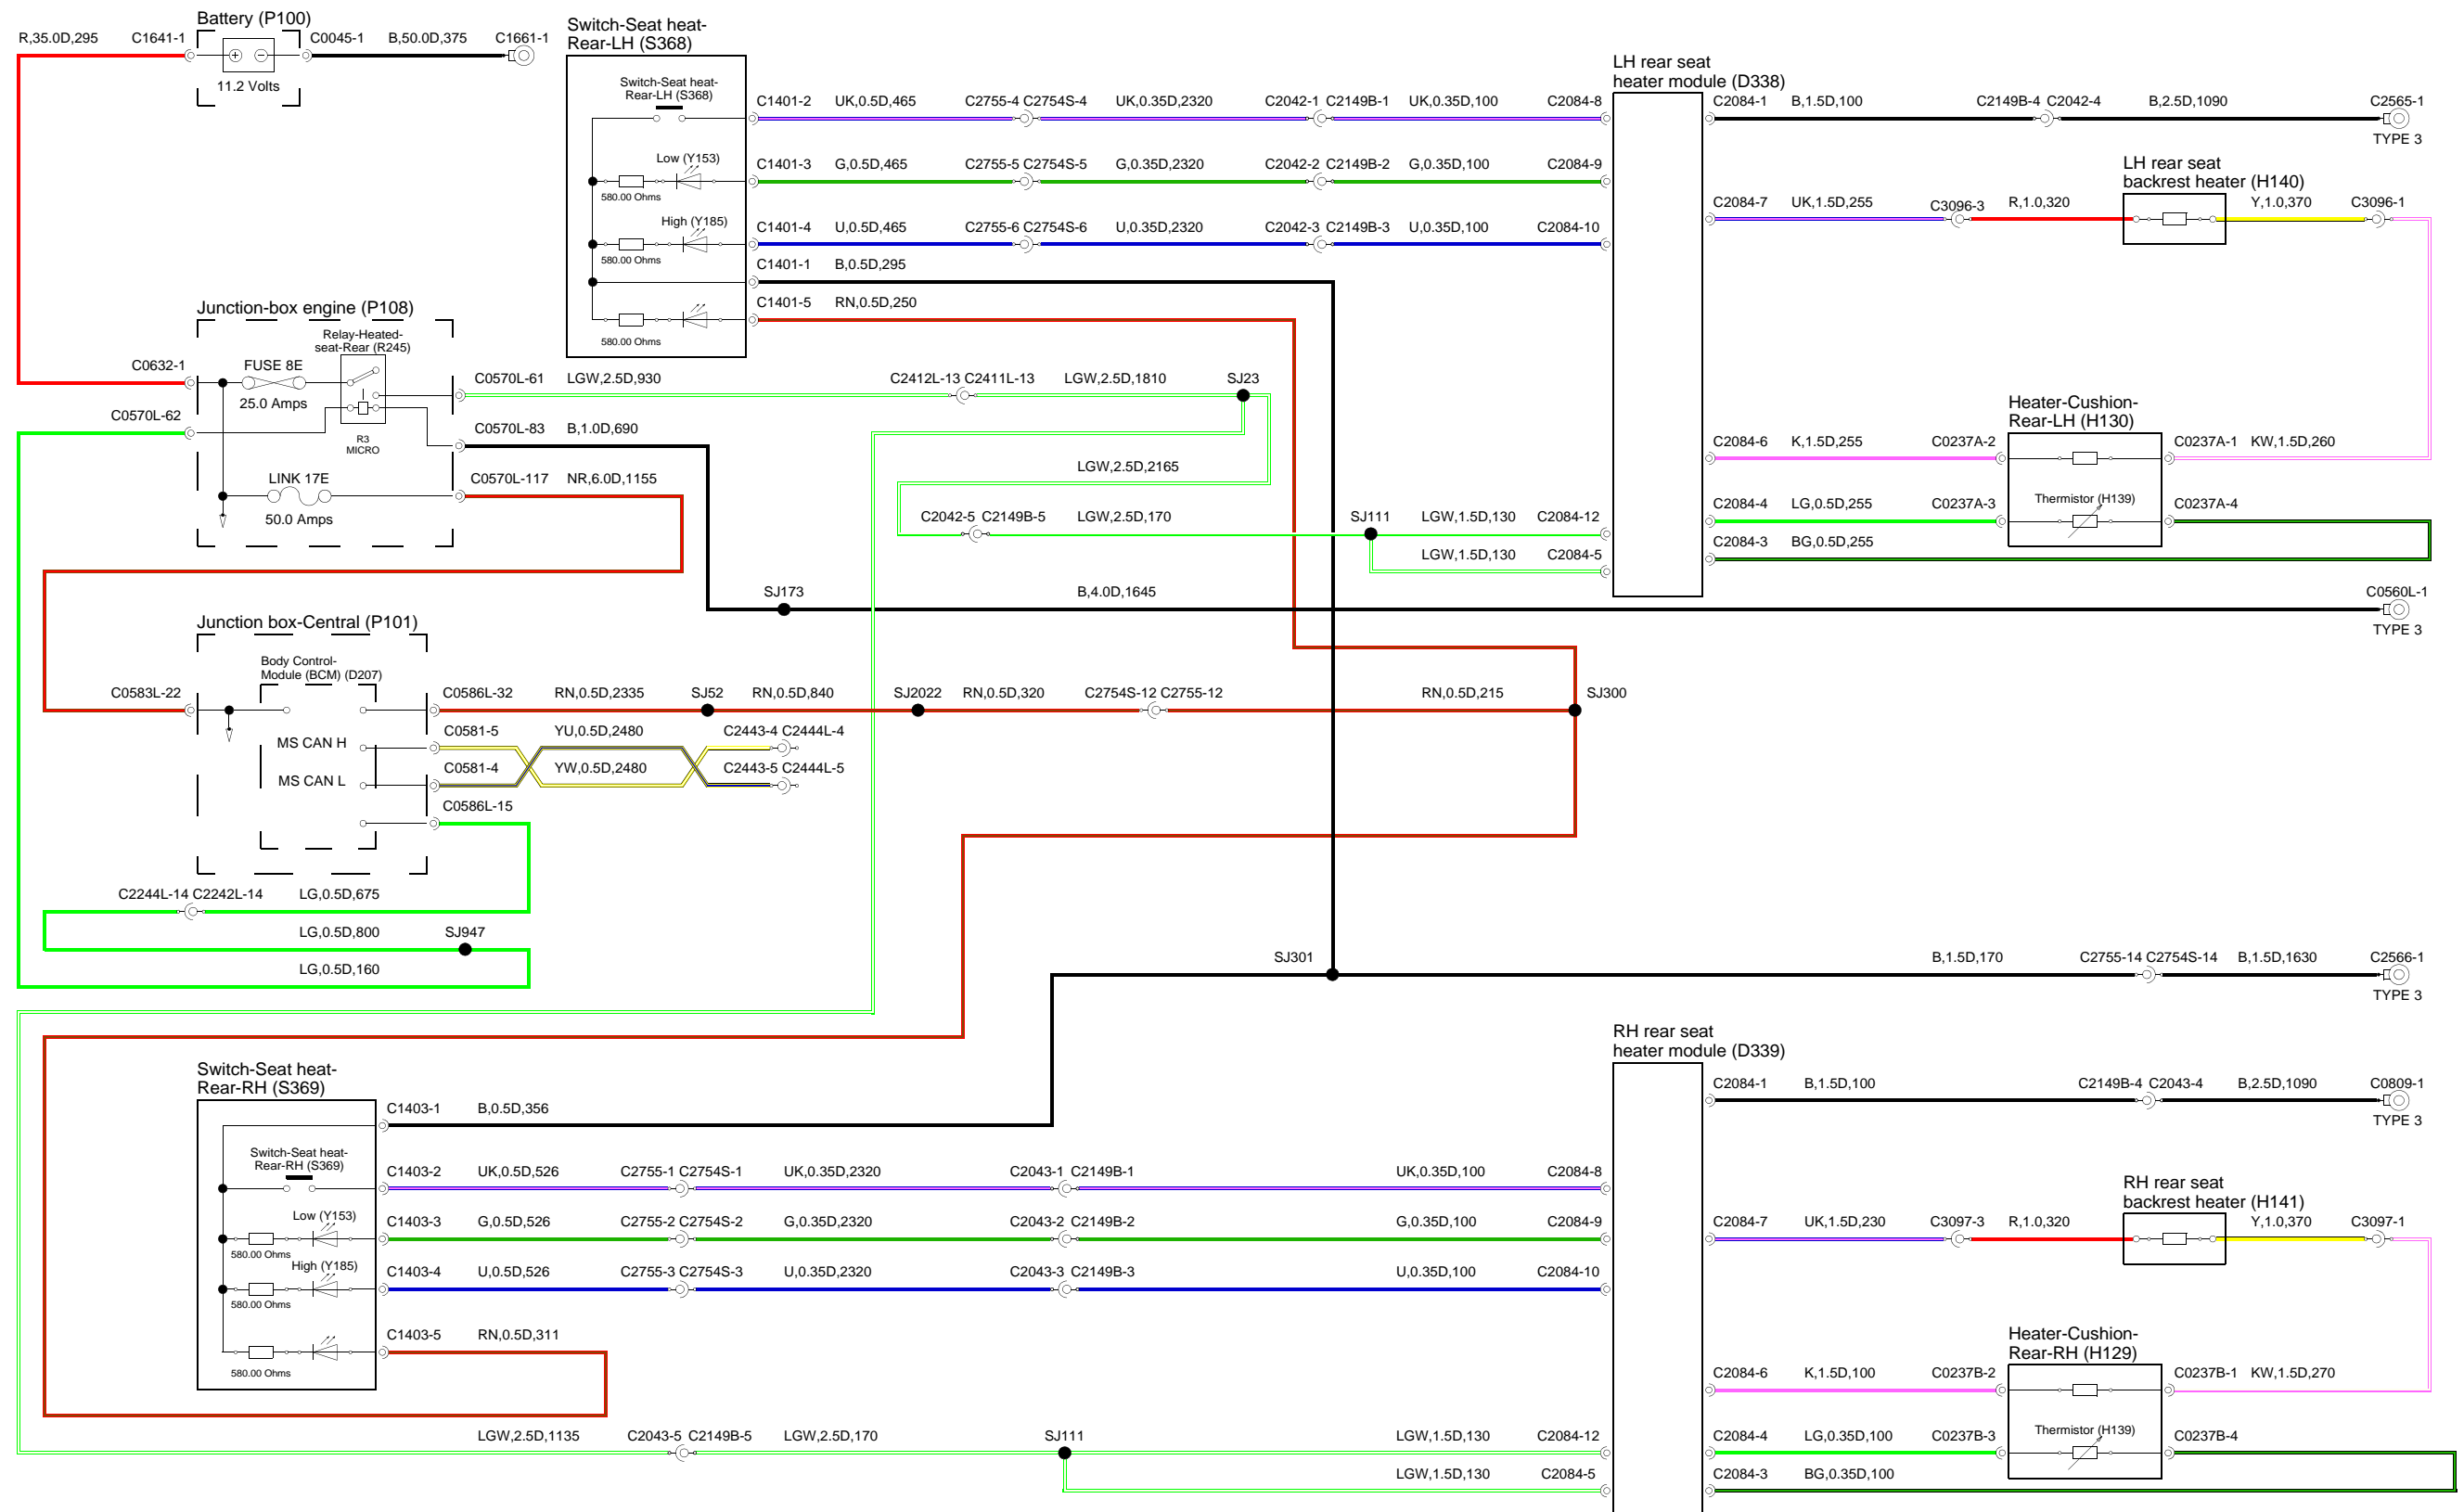 Battery (P100)
R,35.0D,295
C1641-1
C0045-1
B,50.0D,375
C1661-1
11.2 Volts
Switch-Seat heat-
Rear-LH (S368)
Switch-Seat heat-
Rear-LH (S368)
C1401-2
UK,0.5D,465
C2755-4 C2754S-4
UK,0.35D,2320
C2042-1 C2149B-1
UK,0.35D,100
C2084-8
Low (Y153)
580.00 Ohms
C1401-3
G,0.5D,465
C2755-5 C2754S-5
G,0.35D,2320
C2042-2 C2149B-2
G,0.35D,100
C2084-9
High (Y185)
580.00 Ohms
C1401-4
U,0.5D,465
C2755-6 C2754S-6
U,0.35D,2320
C2042-3 C2149B-3
U,0.35D,100
C2084-10
C1401-1
B,0.5D,295
C1401-5
RN,0.5D,250
580.00 Ohms
LH rear seat
heater module (D338)
C2084-1
B,1.5D,100
C2149B-4 C2042-4
B,2.5D,1090
C2565-1
TYPE 3
LH rear seat
backrest heater (H140)
C2084-7
UK,1.5D,255
C3096-3
R,1.0,320
Y,1.0,370
C3096-1
Heater-Cushion-
Rear-LH (H130)
C2084-6
K,1.5D,255
C0237A-2
C0237A-1
KW,1.5D,260
C2084-4
LG,0.5D,255
C0237A-3
Thermistor (H139)
C0237A-4
C2084-3
BG,0.5D,255
Junction-box engine (P108)
Relay-Heated-
seat-Rear (R245)
C0632-1
FUSE 8E
25.0 Amps
C0570L-62
R3
MICRO
LINK 17E
50.0 Amps
C0570L-61
LGW,2.5D,930
C2412L-13 C2411L-13
LGW,2.5D,1810
SJ23
C0570L-83
B,1.0D,690
LGW,2.5D,2165
C0570L-117
NR,6.0D,1155
C2042-5 C2149B-5
LGW,2.5D,170
SJ111
LGW,1.5D,130
C2084-12
LGW,1.5D,130
C2084-5
SJ173
B,4.0D,1645
C0560L-1
TYPE 3
Junction box-Central (P101)
Body Control-
Module (BCM) (D207)
C0583L-22
C0586L-32
RN,0.5D,2335
SJ52
RN,0.5D,840
SJ2022
RN,0.5D,320
C2754S-12 C2755-12
RN,0.5D,215
SJ300
MS CAN H
C0581-5
YU,0.5D,2480
C2443-4 C2444L-4
MS CAN L
C0581-4
YW,0.5D,2480
C2443-5 C2444L-5
C0586L-15
C2244L-14 C2242L-14
LG,0.5D,675
LG,0.5D,800
SJ947
LG,0.5D,160
SJ301
B,1.5D,170
C2755-14 C2754S-14
B,1.5D,1630
C2566-1
TYPE 3
Switch-Seat heat-
Rear-RH (S369)
C1403-1
B,0.5D,356
Switch-Seat heat-
Rear-RH (S369)
C1403-2
UK,0.5D,526
C2755-1 C2754S-1
UK,0.35D,2320
C2043-1 C2149B-1
UK,0.35D,100
C2084-8
Low (Y153)
580.00 Ohms
C1403-3
G,0.5D,526
C2755-2 C2754S-2
G,0.35D,2320
C2043-2 C2149B-2
G,0.35D,100
C2084-9
High (Y185)
580.00 Ohms
C1403-4
U,0.5D,526
C2755-3 C2754S-3
U,0.35D,2320
C2043-3 C2149B-3
U,0.35D,100
C2084-10
C1403-5
RN,0.5D,311
580.00 Ohms
LGW,2.5D,1135
C2043-5 C2149B-5
LGW,2.5D,170
SJ111
LGW,1.5D,130
C2084-12
LGW,1.5D,130
C2084-5
RH rear seat
heater module (D339)
C2084-1
B,1.5D,100
C2149B-4 C2043-4
B,2.5D,1090
C0809-1
TYPE 3
RH rear seat
backrest heater (H141)
C2084-7
UK,1.5D,230
C3097-3
R,1.0,320
Y,1.0,370
C3097-1
Heater-Cushion-
Rear-RH (H129)
C2084-6
K,1.5D,100
C0237B-2
C0237B-1
KW,1.5D,270
C2084-4
LG,0.35D,100
C0237B-3
Thermistor (H139)
C0237B-4
C2084-3
BG,0.35D,100